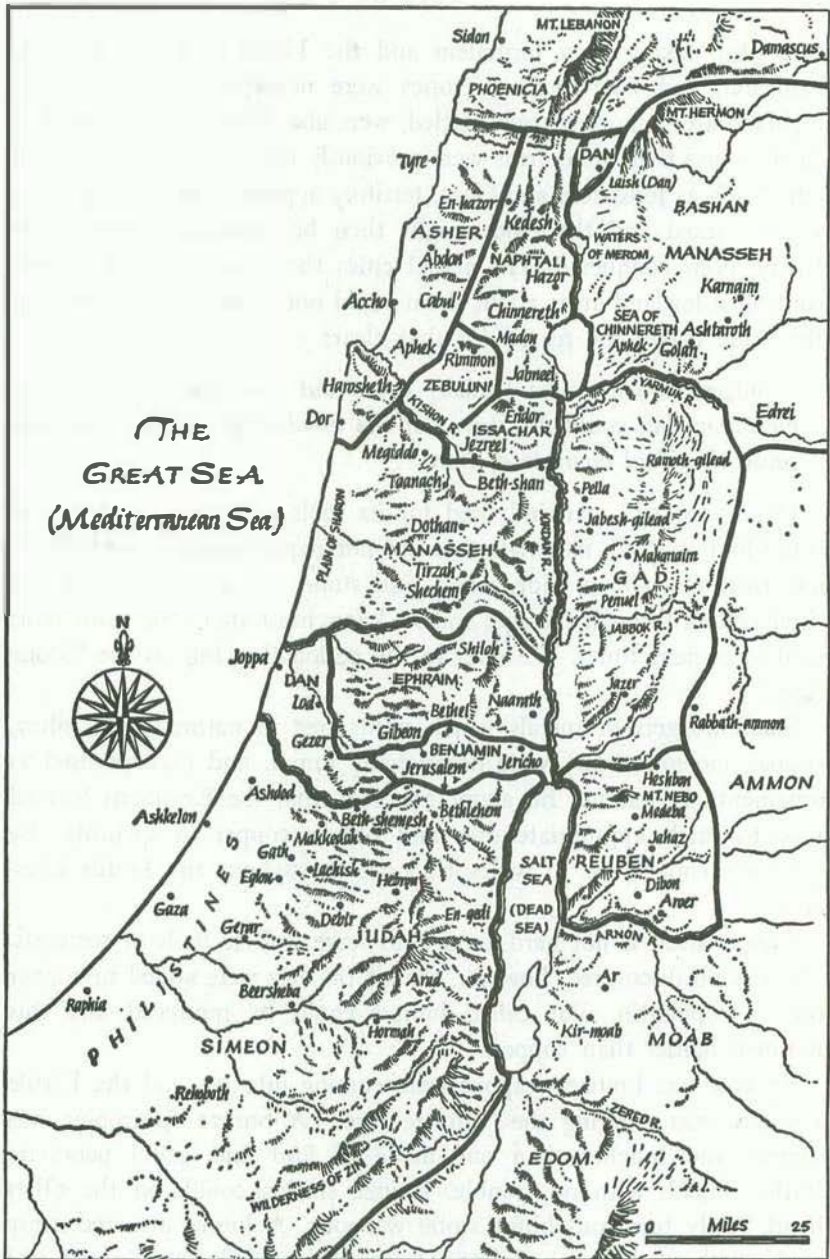 MT. LEBANON
Sidon
Damascus
PHOENICIA
MT. HERMON
DAN
Tyre
Laish (Dan)
En-hazor
BASHAN
Kedesh
ASHER
WATERS
OF MEROM
MANASSEH
Abdon
NAPHTALI
Hazor
Karnaim
Accho
Cabul
Chinnereth
SEA OF
CHINNERETH
Ashtaroth
Aphek
Madon
Aphek
Golan
Rimmon
Jabneel
Harosheth
ZEBULUN
YARMUK R.
KISHON R.
Endor
Edrei
Dor
ISSACHAR
THE
GREAT SEA
(Mediterranean Sea)
Jezreel
Ramoth-gilead
Megiddo
Taanach
Beth-shan
Pella
PLAIN OF SHARON
JORDAN R.
Jabesh-gilead
Dothan
MANASSEH
Mahanaim
Tirzah
GAD
Shechem
Penuel
N
JABBOK R.
Joppa
Shiloh
DAN
EPHRAIM
Lod
Jazer
Bethel
Naarath
Rabbath-ammon
Gezer
Gibeon
BENJAMIN
Jericho
Jerusalem
Heshbon
AMMON
MT. NEBO
Ashdod
Beth-shemesh
Bethlehem
Medeba
Askkelon
Makkedah
Jahaz
Gath
SALT
SEA
REUBEN
Eglon
Lachish
Hebron
Dibon
Gaza
(DEAD
SEA)
En-gedi
Aroer
Debir
Gerar
JUDAH
ARNON R.
PHILISTINES
Arad
Ar
Raphia
Beersheba
Hormah
Kir-moab
MOAB
SIMEON
Rehoboth
ZERED R.
EDOM
WILDERNESS OF ZIN
0 Miles 25